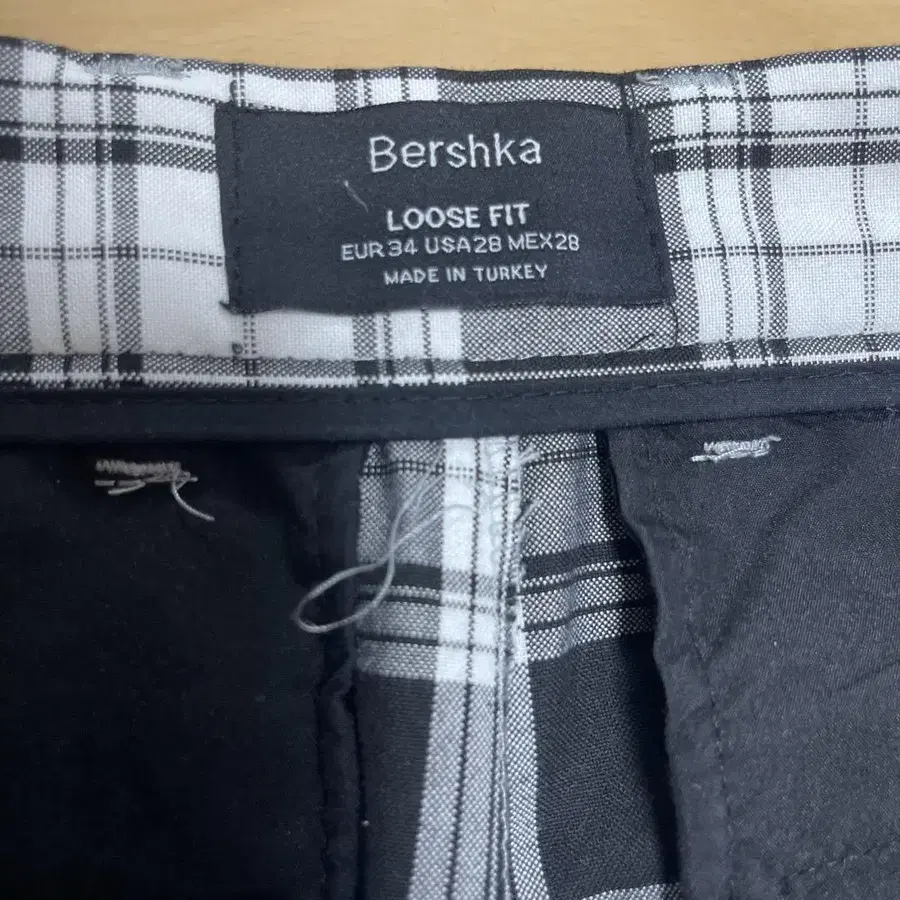 Bershka
LOOSE FIT
EUR 34 USA 28 MEX 28
MADE IN TURKEY